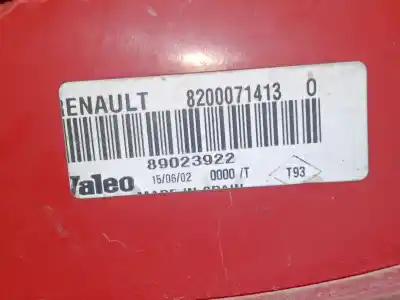 RENAULT 8200071413 0
89023922
Valeo 15/06/02 0000 /T T93
MADE IN SPAIN